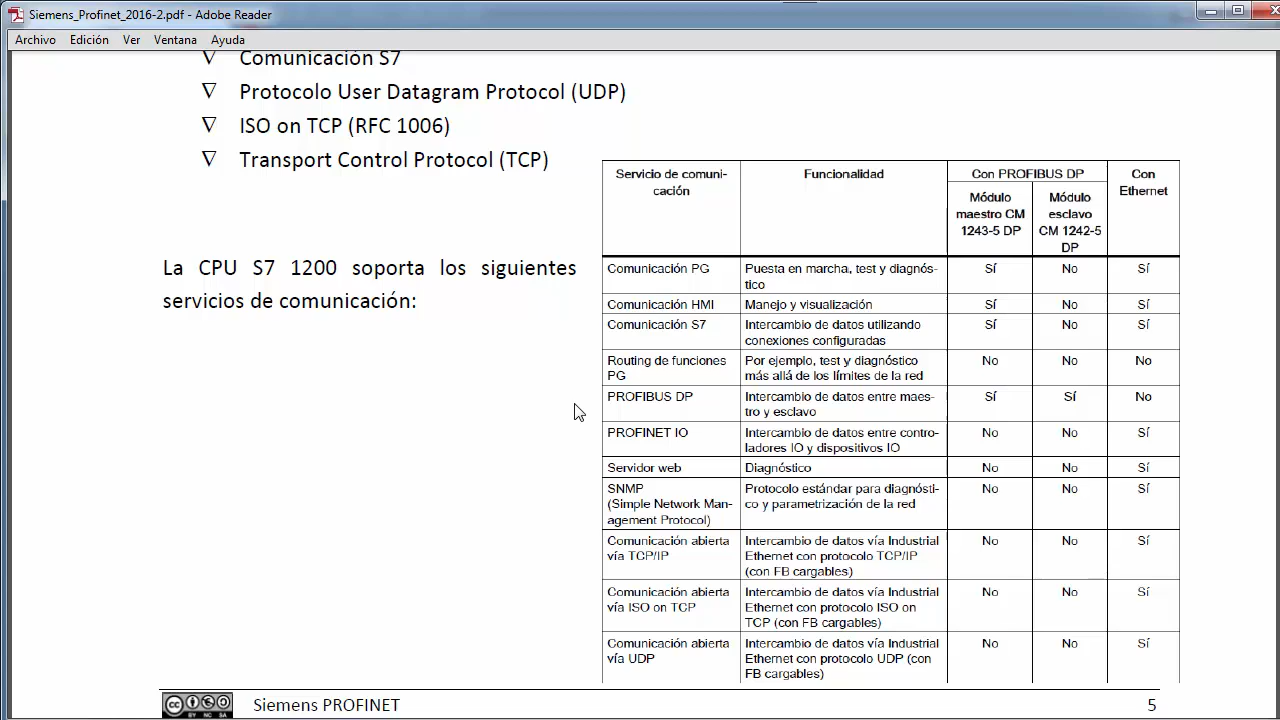 Siemens_Profinet_2016-2.pdf - Adobe Reader
Archivo Edición Ver Ventana Ayuda
∇ Comunicación S7
∇ Protocolo User Datagram Protocol (UDP)
∇ ISO on TCP (RFC 1006)
∇ Transport Control Protocol (TCP)
La CPU S7 1200 soporta los siguientes
servicios de comunicación:
Servicio de comuni-
cación
Funcionalidad
Con PROFIBUS DP
Con
Ethernet
Módulo
maestro CM
1243-5 DP
Módulo
esclavo
CM 1242-5
DP
Comunicación PG
Puesta en marcha, test y diagnós-
tico
Sí
No
Sí
Comunicación HMI
Manejo y visualización
Sí
No
Sí
Comunicación S7
Intercambio de datos utilizando
conexiones configuradas
Sí
No
Sí
Routing de funciones
PG
Por ejemplo, test y diagnóstico
más allá de los límites de la red
No
No
No
PROFIBUS DP
Intercambio de datos entre maes-
tro y esclavo
Sí
Sí
No
PROFINET IO
Intercambio de datos entre contro-
ladores IO y dispositivos IO
No
No
Sí
Servidor web
Diagnóstico
No
No
Sí
SNMP
(Simple Network Man-
agement Protocol)
Protocolo estándar para diagnósti-
co y parametrización de la red
No
No
Sí
Comunicación abierta
vía TCP/IP
Intercambio de datos vía Industrial
Ethernet con protocolo TCP/IP
(con FB cargables)
No
No
Sí
Comunicación abierta
vía ISO on TCP
Intercambio de datos vía Industrial
Ethernet con protocolo ISO on
TCP (con FB cargables)
No
No
Sí
Comunicación abierta
vía UDP
Intercambio de datos vía Industrial
Ethernet con protocolo UDP (con
FB cargables)
No
No
Sí
cc
BY NC SA
Siemens PROFINET
5